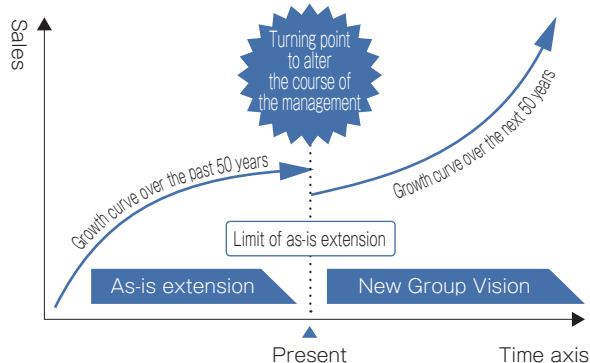 Sales
Turning point
to alter
the course of
the management
Growth curve over the past 50 years
Growth curve over the next 50 years
Limit of as-is extension
As-is extension
New Group Vision
Present
Time axis